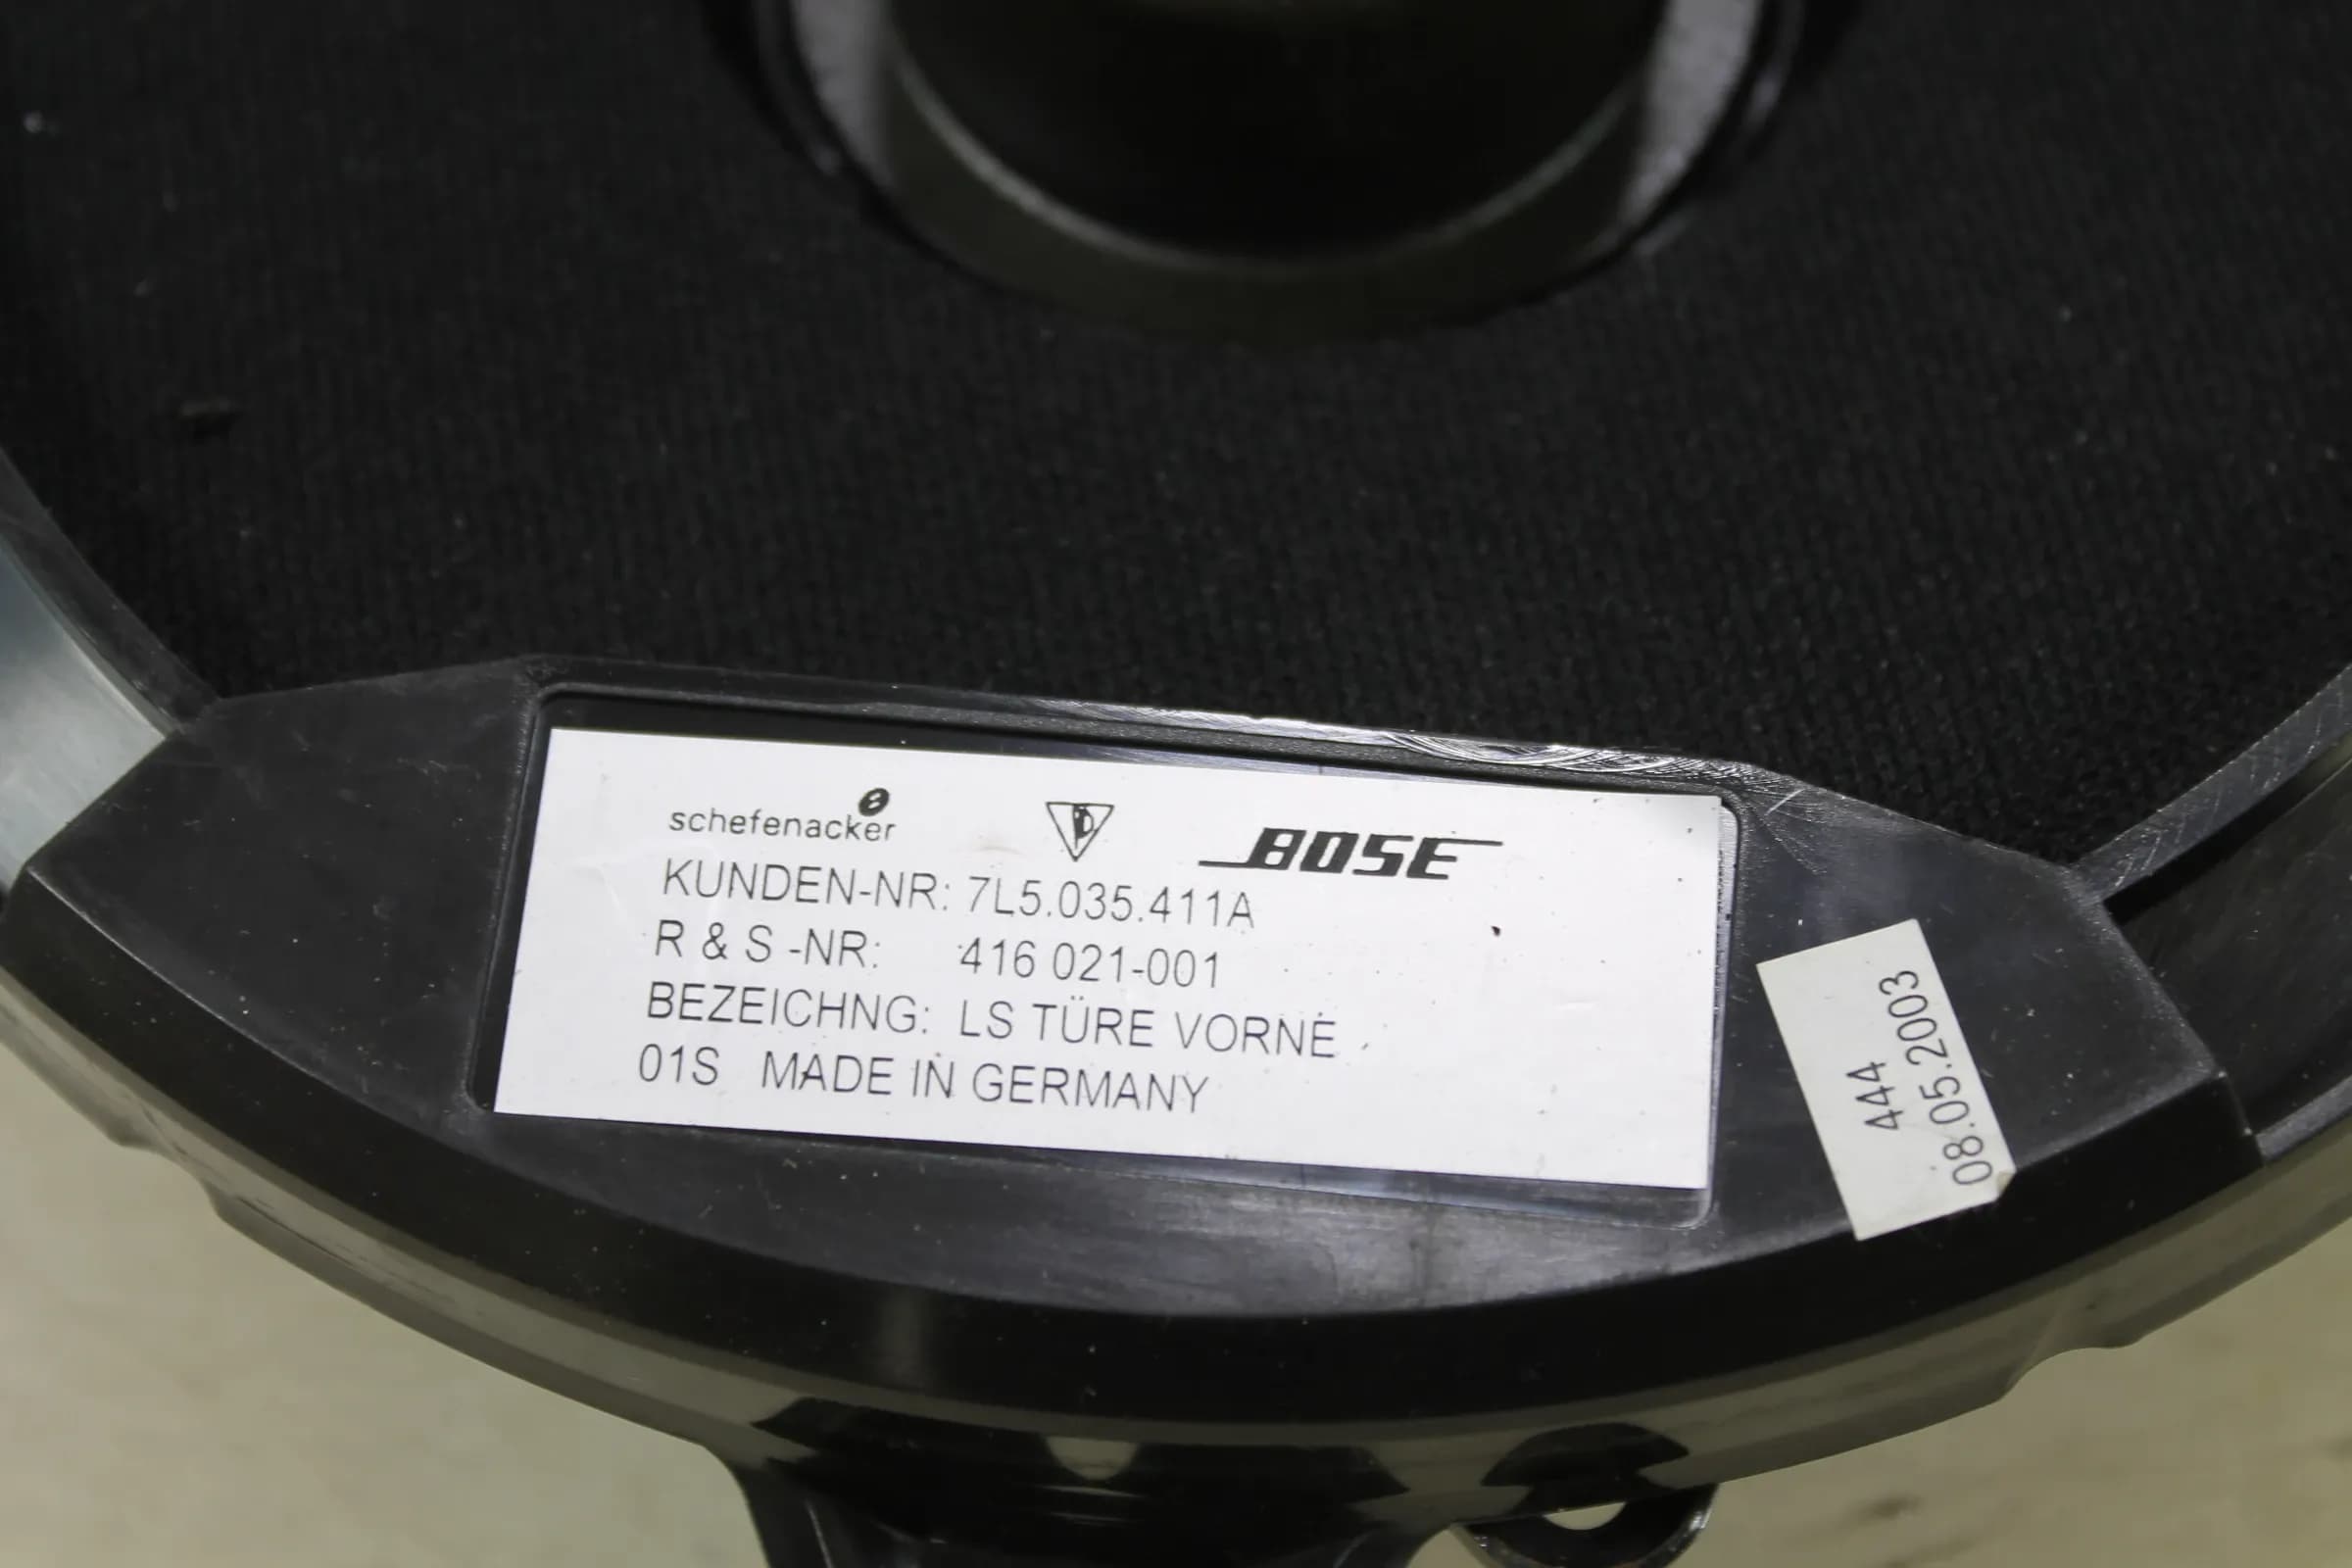 schefenacker
BOSE
KUNDEN-NR: 7L5.035.411A
R & S -NR: 416 021-001
BEZEICHNG: LS TÜRE VORNE
01S MADE IN GERMANY
444
08.05.2003